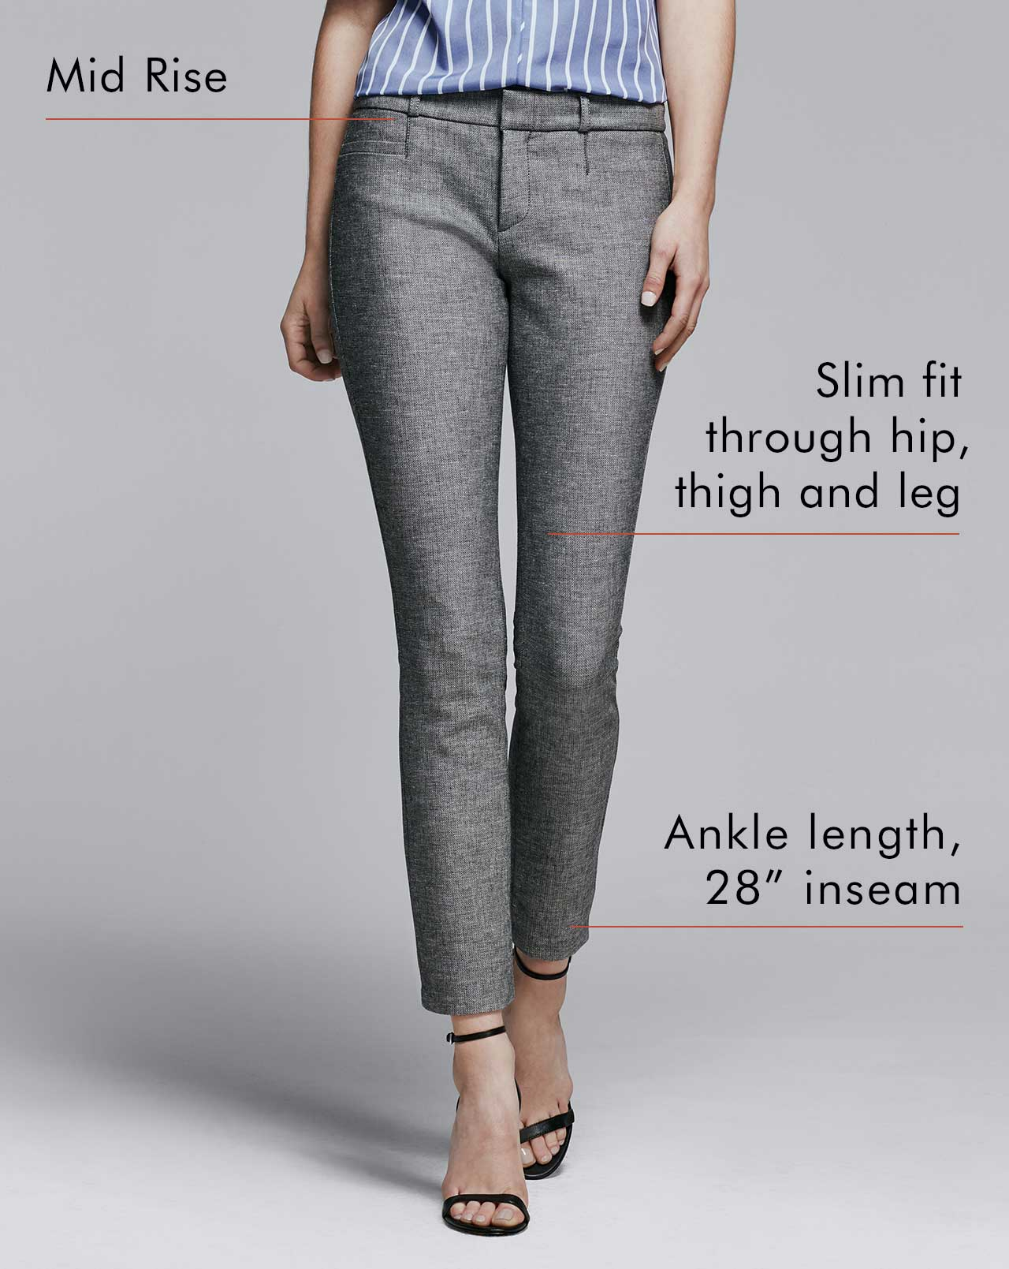 Mid Rise
Slim fit
through hip,
thigh and leg
Ankle length,
28” inseam